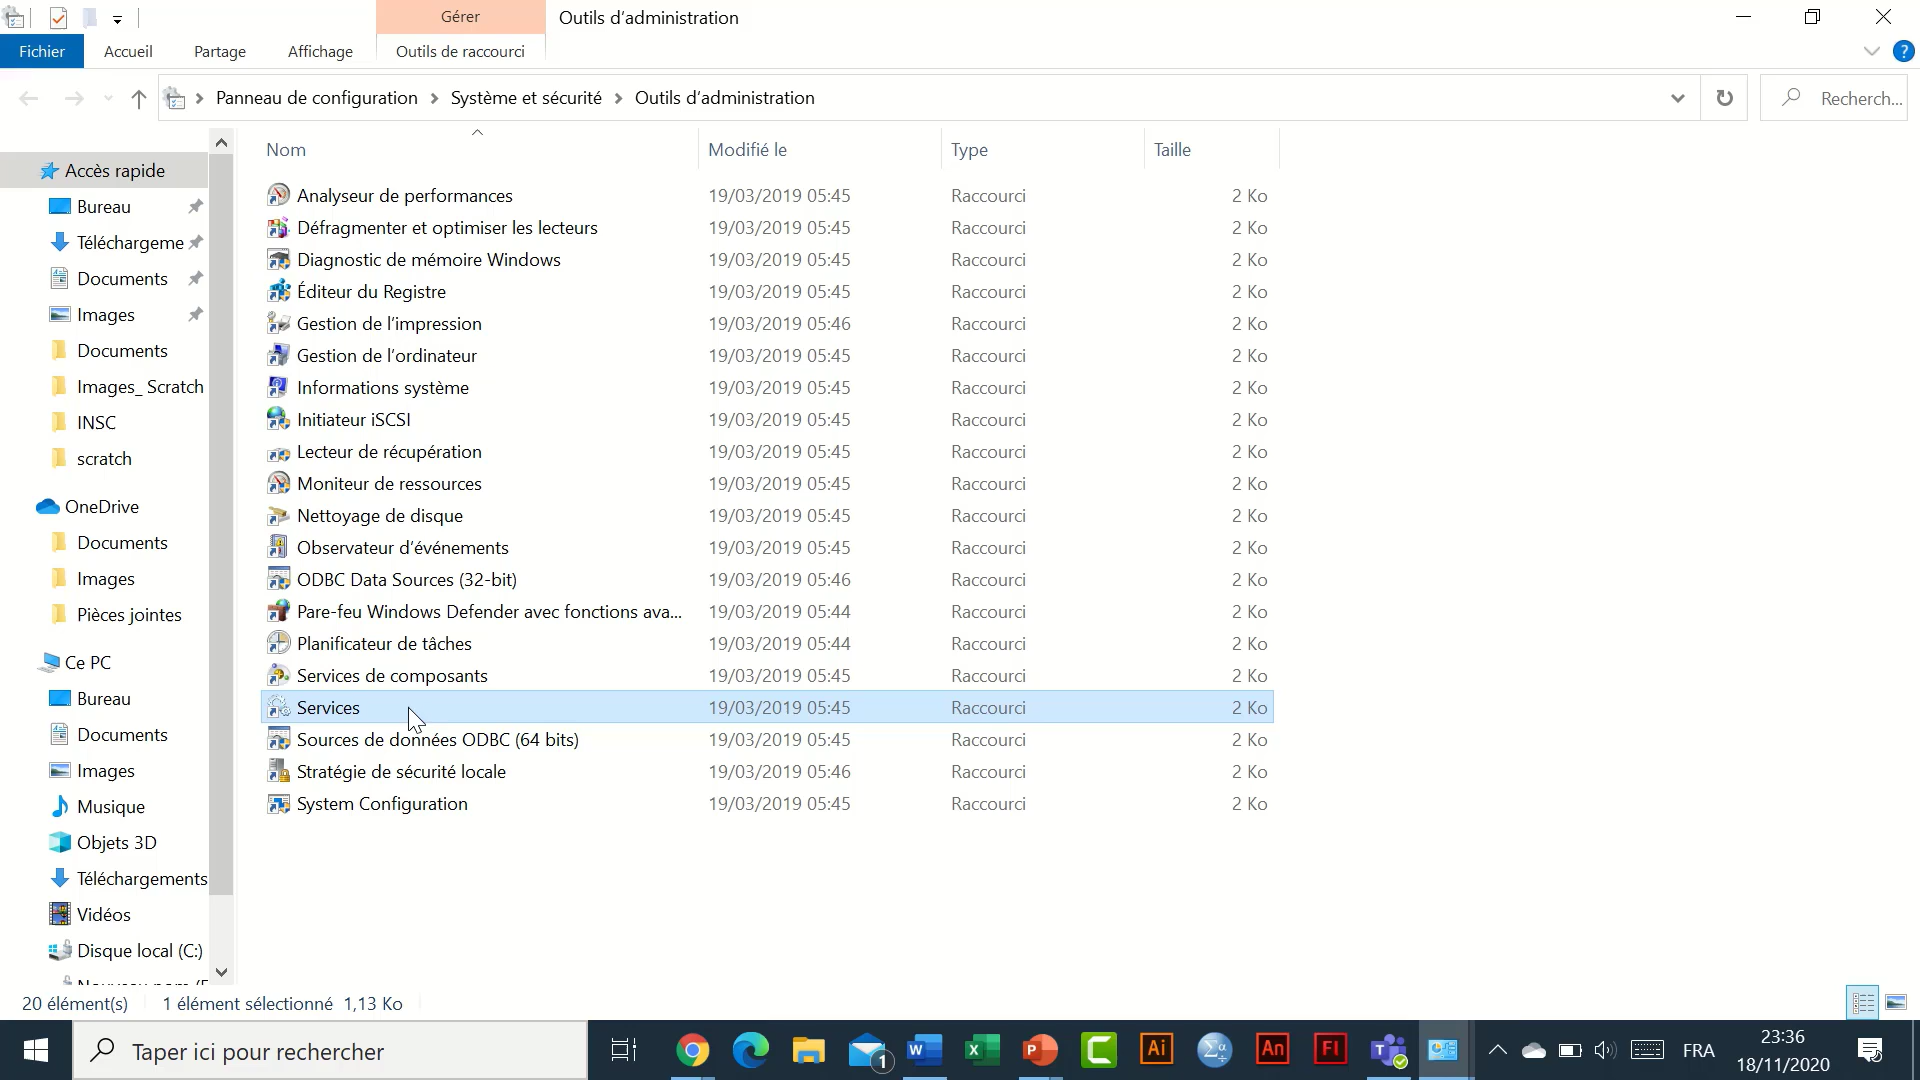 Gérer
Outils d'administration
Fichier
Accueil
Partage
Affichage
Outils de raccourci
Panneau de configuration
Système et sécurité
Outils d'administration
Recherch...
Nom
Modifié le
Type
Taille
Accès rapide
Bureau
Téléchargeme
Documents
Images
Documents
Images_ Scratch
INSC
scratch
OneDrive
Documents
Images
Pièces jointes
Ce PC
Bureau
Documents
Images
Musique
Objets 3D
Téléchargements
Vidéos
Disque local (C:)
Analyseur de performances 19/03/2019 05:45 Raccourci 2 Ko
Défragmenter et optimiser les lecteurs 19/03/2019 05:45 Raccourci 2 Ko
Diagnostic de mémoire Windows 19/03/2019 05:45 Raccourci 2 Ko
Éditeur du Registre 19/03/2019 05:45 Raccourci 2 Ko
Gestion de l'impression 19/03/2019 05:46 Raccourci 2 Ko
Gestion de l'ordinateur 19/03/2019 05:45 Raccourci 2 Ko
Informations système 19/03/2019 05:45 Raccourci 2 Ko
Initiateur iSCSI 19/03/2019 05:45 Raccourci 2 Ko
Lecteur de récupération 19/03/2019 05:45 Raccourci 2 Ko
Moniteur de ressources 19/03/2019 05:45 Raccourci 2 Ko
Nettoyage de disque 19/03/2019 05:45 Raccourci 2 Ko
Observateur d'événements 19/03/2019 05:45 Raccourci 2 Ko
ODBC Data Sources (32-bit) 19/03/2019 05:46 Raccourci 2 Ko
Pare-feu Windows Defender avec fonctions ava... 19/03/2019 05:44 Raccourci 2 Ko
Planificateur de tâches 19/03/2019 05:44 Raccourci 2 Ko
Services de composants 19/03/2019 05:45 Raccourci 2 Ko
Services 19/03/2019 05:45 Raccourci 2 Ko
Sources de données ODBC (64 bits) 19/03/2019 05:45 Raccourci 2 Ko
Stratégie de sécurité locale 19/03/2019 05:46 Raccourci 2 Ko
System Configuration 19/03/2019 05:45 Raccourci 2 Ko
20 élément(s)
1 élément sélectionné 1,13 Ko
Taper ici pour rechercher
1
Ai
An
Fl
FRA
23:36
18/11/2020